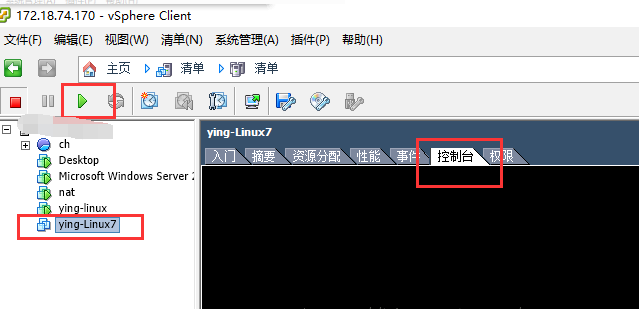 172.18.74.170 - vSphere Client
文件(F) 编辑(E) 视图(W) 清单(N) 系统管理(A) 插件(P) 帮助(H)
主页 清单 清单
ch
Desktop
Microsoft Windows Server 2
nat
ying-linux
ying-Linux7
ying-Linux7
入门 摘要 资源分配 性能 事件 控制台 权限